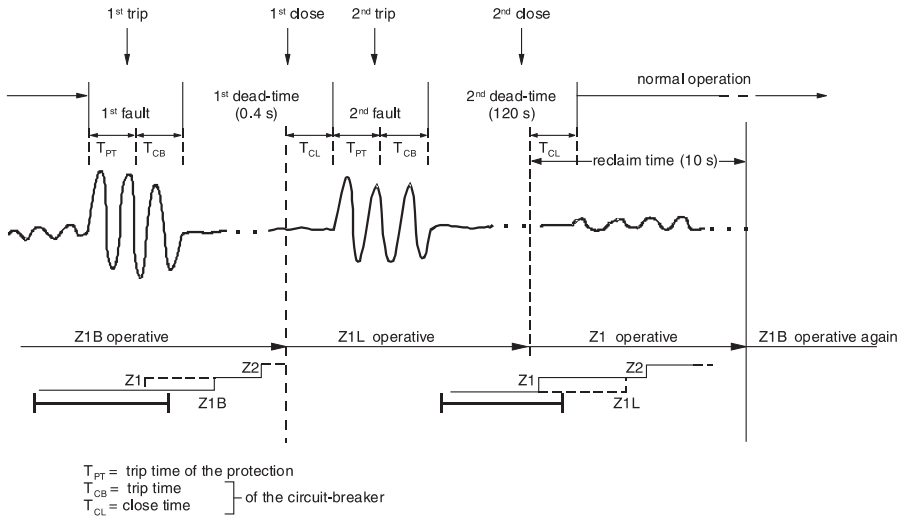 1st trip
1st close
2nd trip
2nd close
normal operation
1st fault
1st dead-time
(0.4 s)
2nd fault
2nd dead-time
(120 s)
TPT
TCB
TCL
TPT
TCB
TCL
reclaim time (10 s)
Z1B operative
Z1L operative
Z1 operative
Z1B operative again
Z1
Z2
Z1B
Z1
Z2
Z1L
TPT = trip time of the protection
TCB = trip time
TCL = close time
of the circuit-breaker